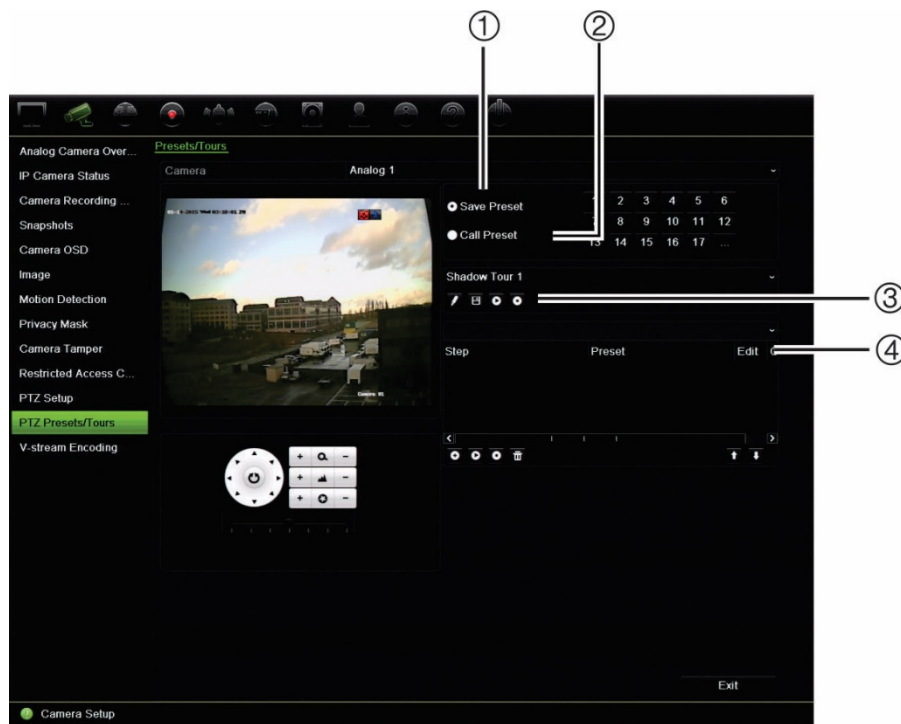 ① ②
Analog Camera Over...
Presets/Tours
IP Camera Status
Camera Analog 1
Camera Recording ...
Save Preset 1 2 3 4 5 6
Snapshots
Call Preset 7 8 9 10 11 12
13 14 15 16 17 ...
Camera OSD
Image
Shadow Tour 1
Motion Detection
③
Privacy Mask
Camera Tamper
Step Preset Edit
④
Restricted Access C...
PTZ Setup
Camera 01
PTZ Presets/Tours
V-stream Encoding
Exit
Camera Setup